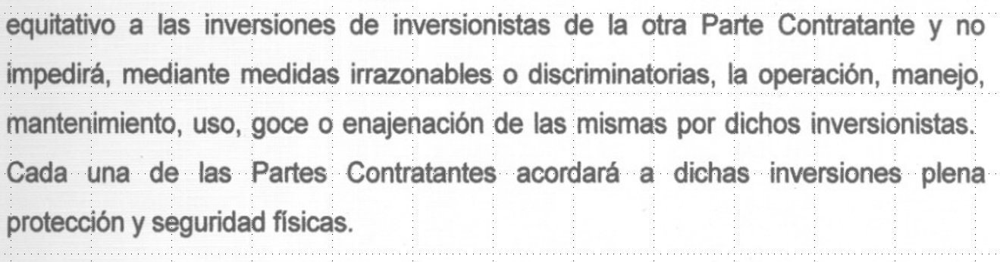 equitativo a las inversiones de inversionistas de la otra Parte Contratante y no
impedirá, mediante medidas irrazonables o discriminatorias, la operación, manejo,
mantenimiento, uso, goce o enajenación de las mismas por dichos inversionistas.
Cada una de las Partes Contratantes acordará a dichas inversiones plena
protección y seguridad físicas.